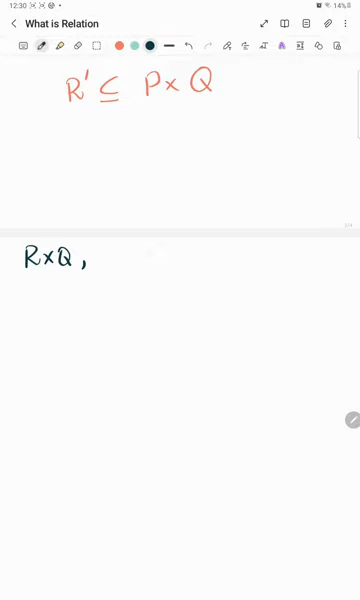 12:30 14%
What is Relation
R' ⊆ P × Q
R×Q,